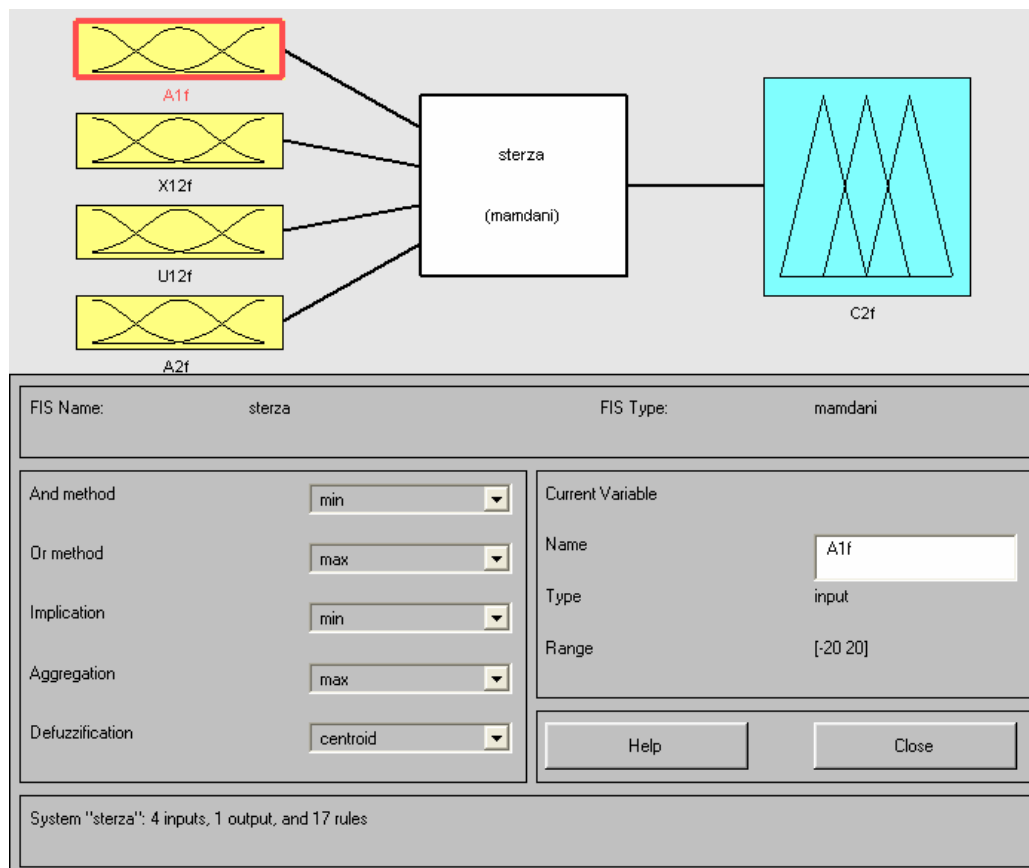 A1f
X12f
U12f
A2f
sterza
(mamdani)
C2f
FIS Name: sterza FIS Type: mamdani
And method min
Or method max
Implication min
Aggregation max
Defuzzification centroid
Current Variable
Name A1f
Type input
Range [-20 20]
Help Close
System "sterza": 4 inputs, 1 output, and 17 rules